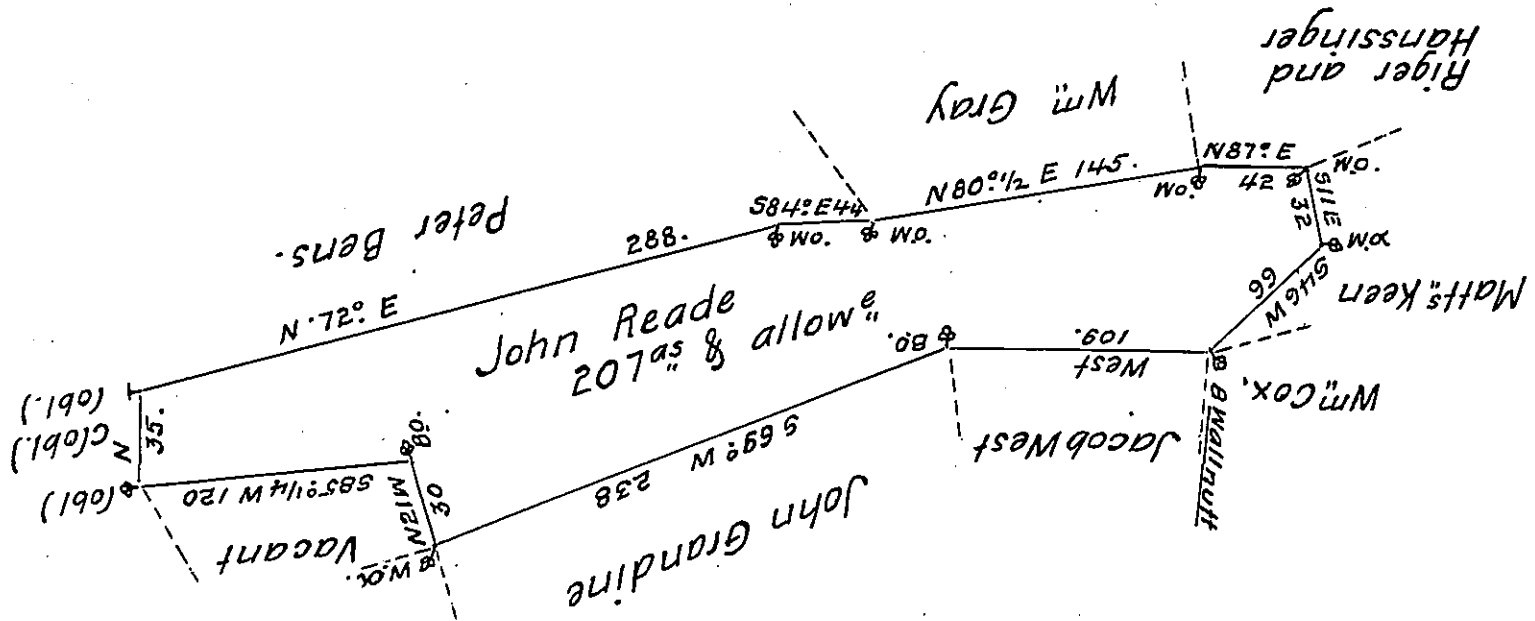 Riger and
Hanssinger
Wm,, Gray
Peter Bens.
N87° E
42
W.O.
N80°1/2 E 145.
W.O.
S84° E44
W.O.
W.O.
288.
N.72° E
S11E
32
W.O.
S46W
66
Matts,, Keen
John Reade
207as,, & allowe,,
B.O.
109.
West
Wm,, Cox.
B Wallnutt
Jacob West
S 69° W
238
John Grandine
(obl.)
C(obl.)
N
35.
(obl)
S85°1/4 W 120
B.O.
N12W
30
W.O.
Vacant